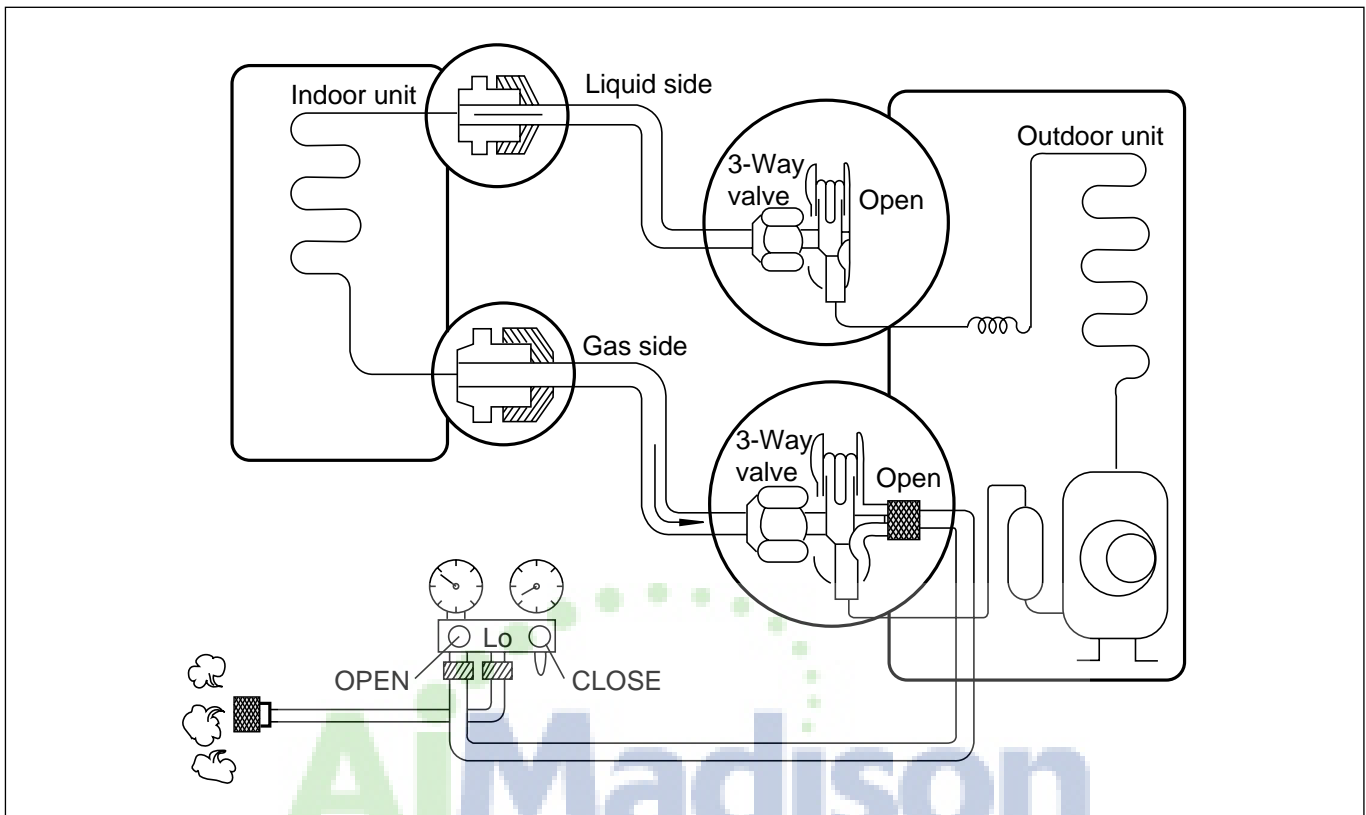 Indoor unit
Liquid side
3-Way
valve
Open
Outdoor unit
Gas side
3-Way
valve
Open
Lo
OPEN
CLOSE
AjMadison